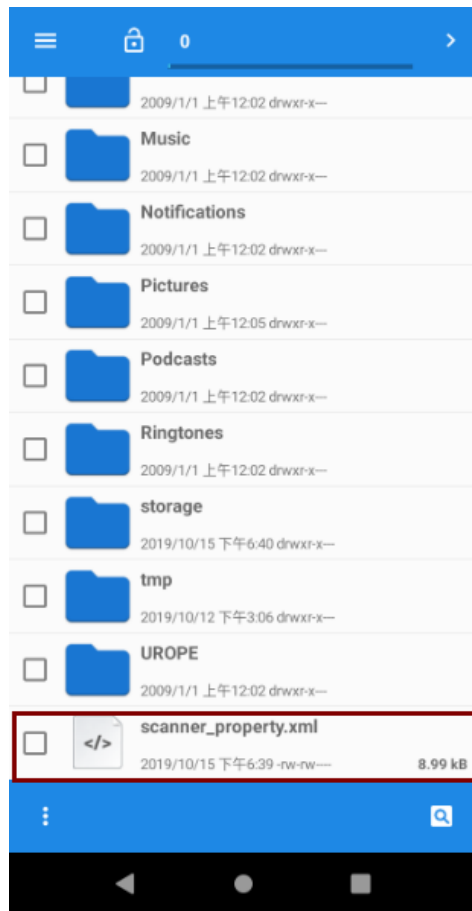 0
2009/1/1 上午12:02 drwxr-x---
Music
2009/1/1 上午12:02 drwxr-x---
Notifications
2009/1/1 上午12:02 drwxr-x---
Pictures
2009/1/1 上午12:05 drwxr-x---
Podcasts
2009/1/1 上午12:02 drwxr-x---
Ringtones
2009/1/1 上午12:02 drwxr-x---
storage
2019/10/15 下午6:40 drwxr-x---
tmp
2019/10/12 下午3:06 drwxr-x---
UROPE
2009/1/1 上午12:02 drwxr-x---
scanner_property.xml
</>
2019/10/15 下午6:39 -rw-rw---- 8.99 kB